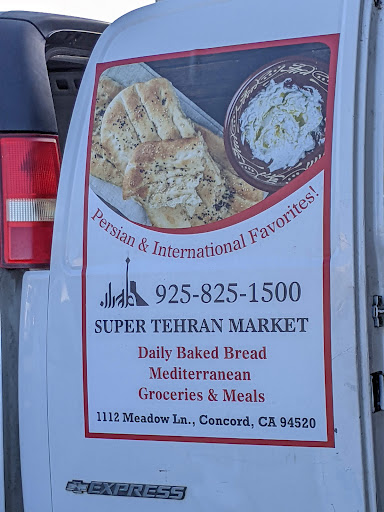 Persian & International Favorites!
925-825-1500
SUPER TEHRAN MARKET
Daily Baked Bread
Mediterranean
Groceries & Meals
1112 Meadow Ln., Concord, CA 94520
EXPRESS